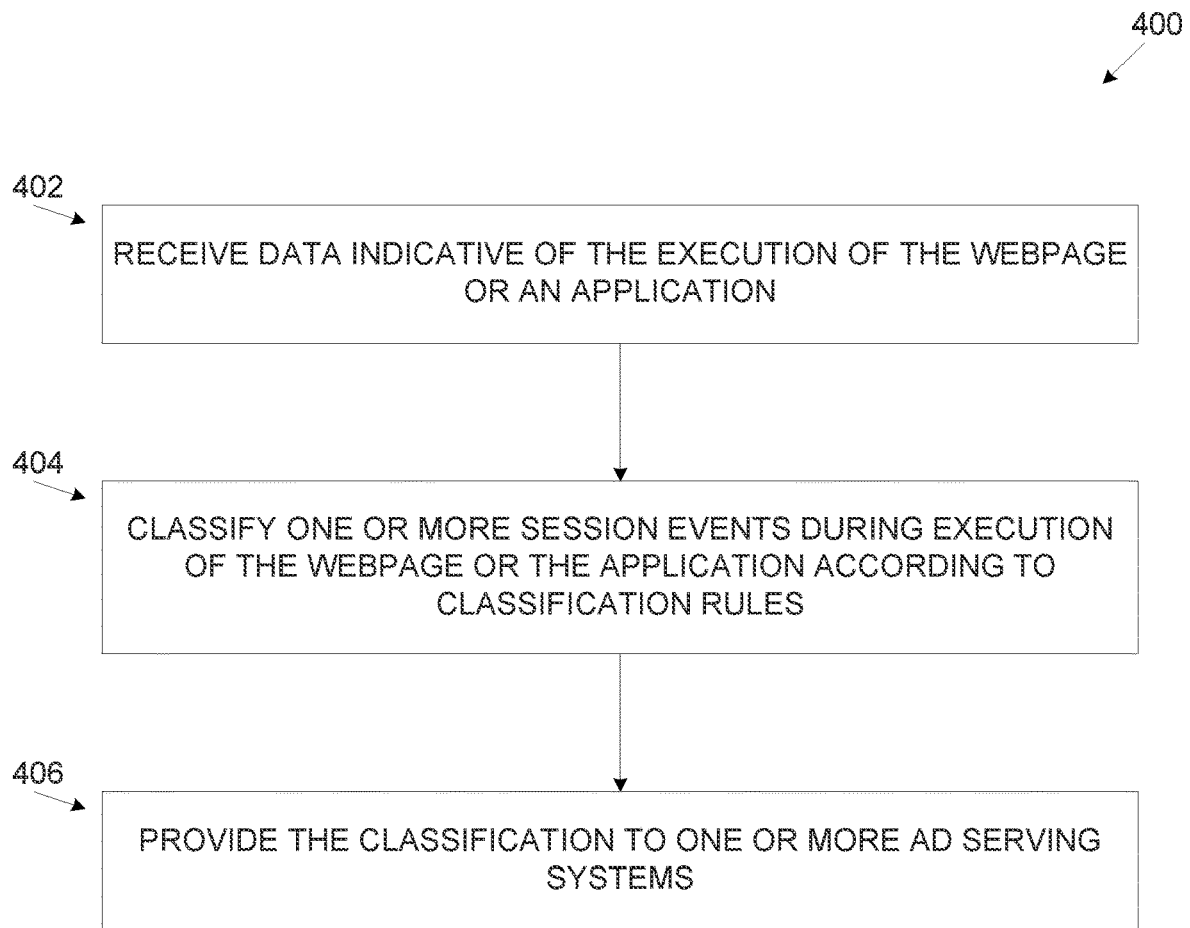 400
402
RECEIVE DATA INDICATIVE OF THE EXECUTION OF THE WEBPAGE
OR AN APPLICATION
404
CLASSIFY ONE OR MORE SESSION EVENTS DURING EXECUTION
OF THE WEBPAGE OR THE APPLICATION ACCORDING TO
CLASSIFICATION RULES
406
PROVIDE THE CLASSIFICATION TO ONE OR MORE AD SERVING
SYSTEMS